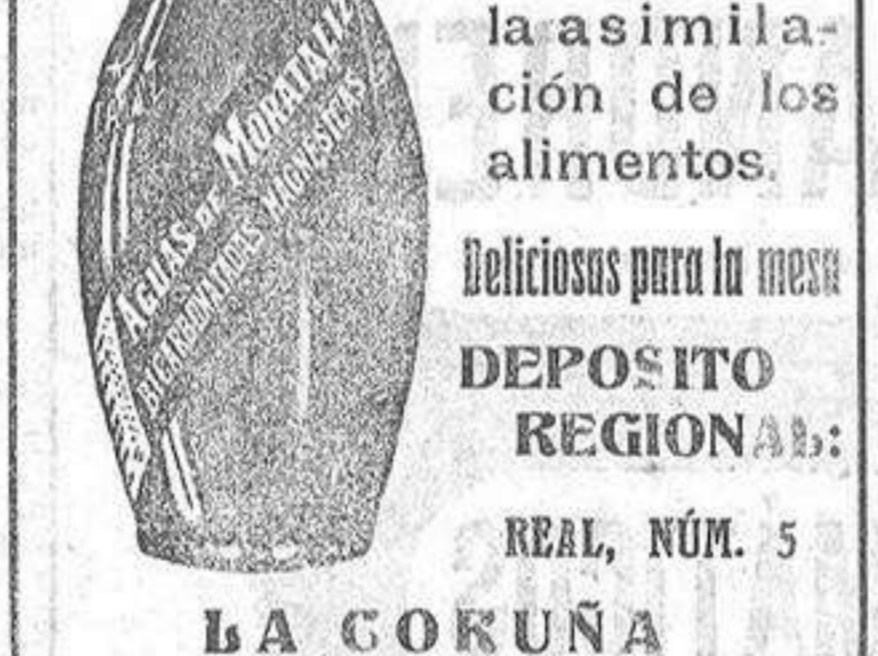 AGUAS DE MORATALIZ
BICARBONATADAS MAGNESICAS
la asimila-
ción de los
alimentos.
Deliciosas para la mesa
DEPOSITO
REGIONAL:
REAL, NÚM. 5
LA CORUÑA